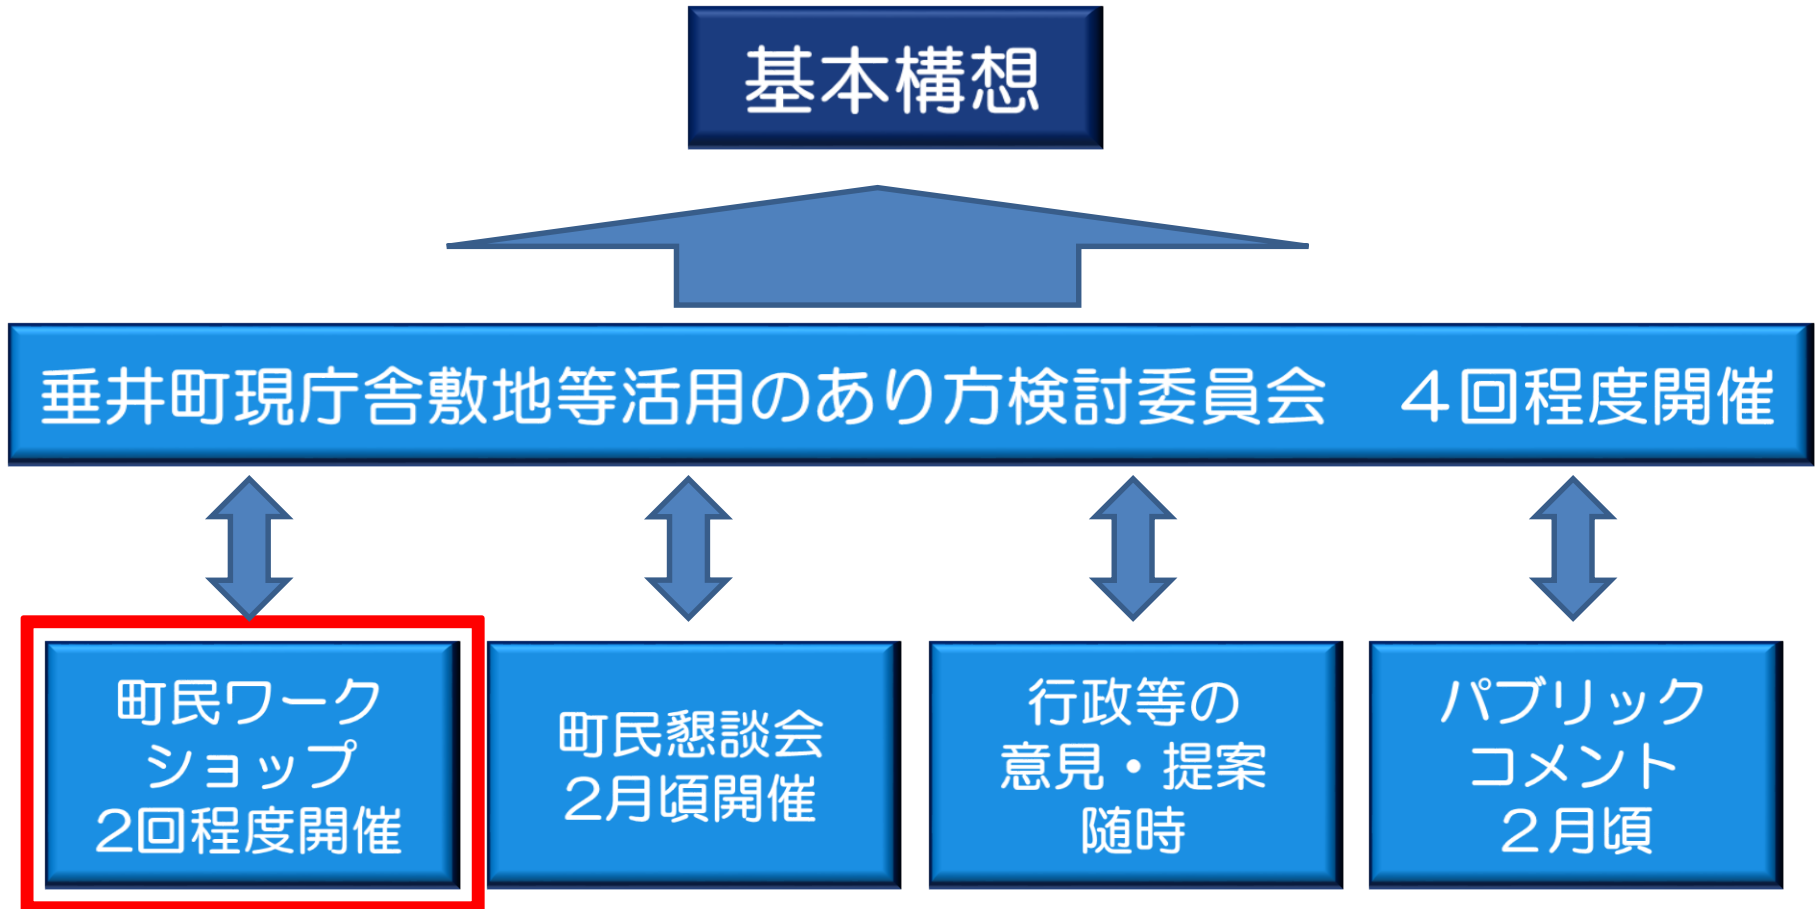 基本構想
垂井町現庁舎敷地等活用のあり方検討委員会　４回程度開催
町民ワーク
ショップ
２回程度開催
町民懇談会
２月頃開催
行政等の
意見・提案
随時
パブリック
コメント
２月頃